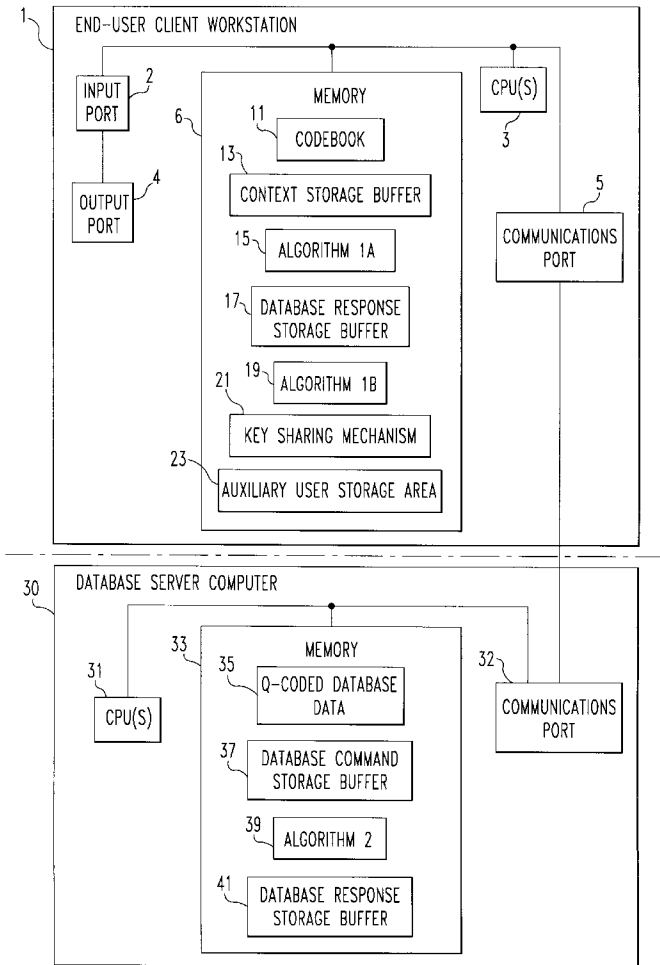 1
END-USER CLIENT WORKSTATION
INPUT
PORT
2
OUTPUT
PORT
4
6
MEMORY
11
CODEBOOK
13
CONTEXT STORAGE BUFFER
15
ALGORITHM 1A
17
DATABASE RESPONSE
STORAGE BUFFER
19
ALGORITHM 1B
21
KEY SHARING MECHANISM
23
AUXILIARY USER STORAGE AREA
CPU(S)
3
5
COMMUNICATIONS
PORT
30
DATABASE SERVER COMPUTER
31
CPU(S)
33
MEMORY
35
Q-CODED DATABASE
DATA
37
DATABASE COMMAND
STORAGE BUFFER
39
ALGORITHM 2
41
DATABASE RESPONSE
STORAGE BUFFER
32
COMMUNICATIONS
PORT